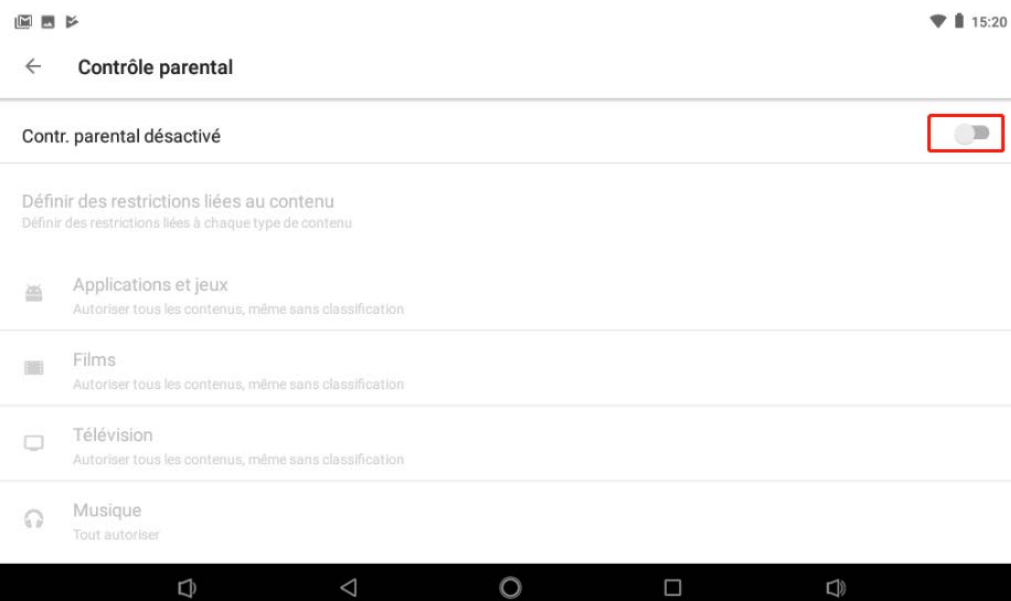 15:20
Contrôle parental
Contr. parental désactivé
Définir des restrictions liées au contenu
Définir des restrictions liées à chaque type de contenu
Applications et jeux
Autoriser tous les contenus, même sans classification
Films
Autoriser tous les contenus, même sans classification
Télévision
Autoriser tous les contenus, même sans classification
Musique
Tout autoriser